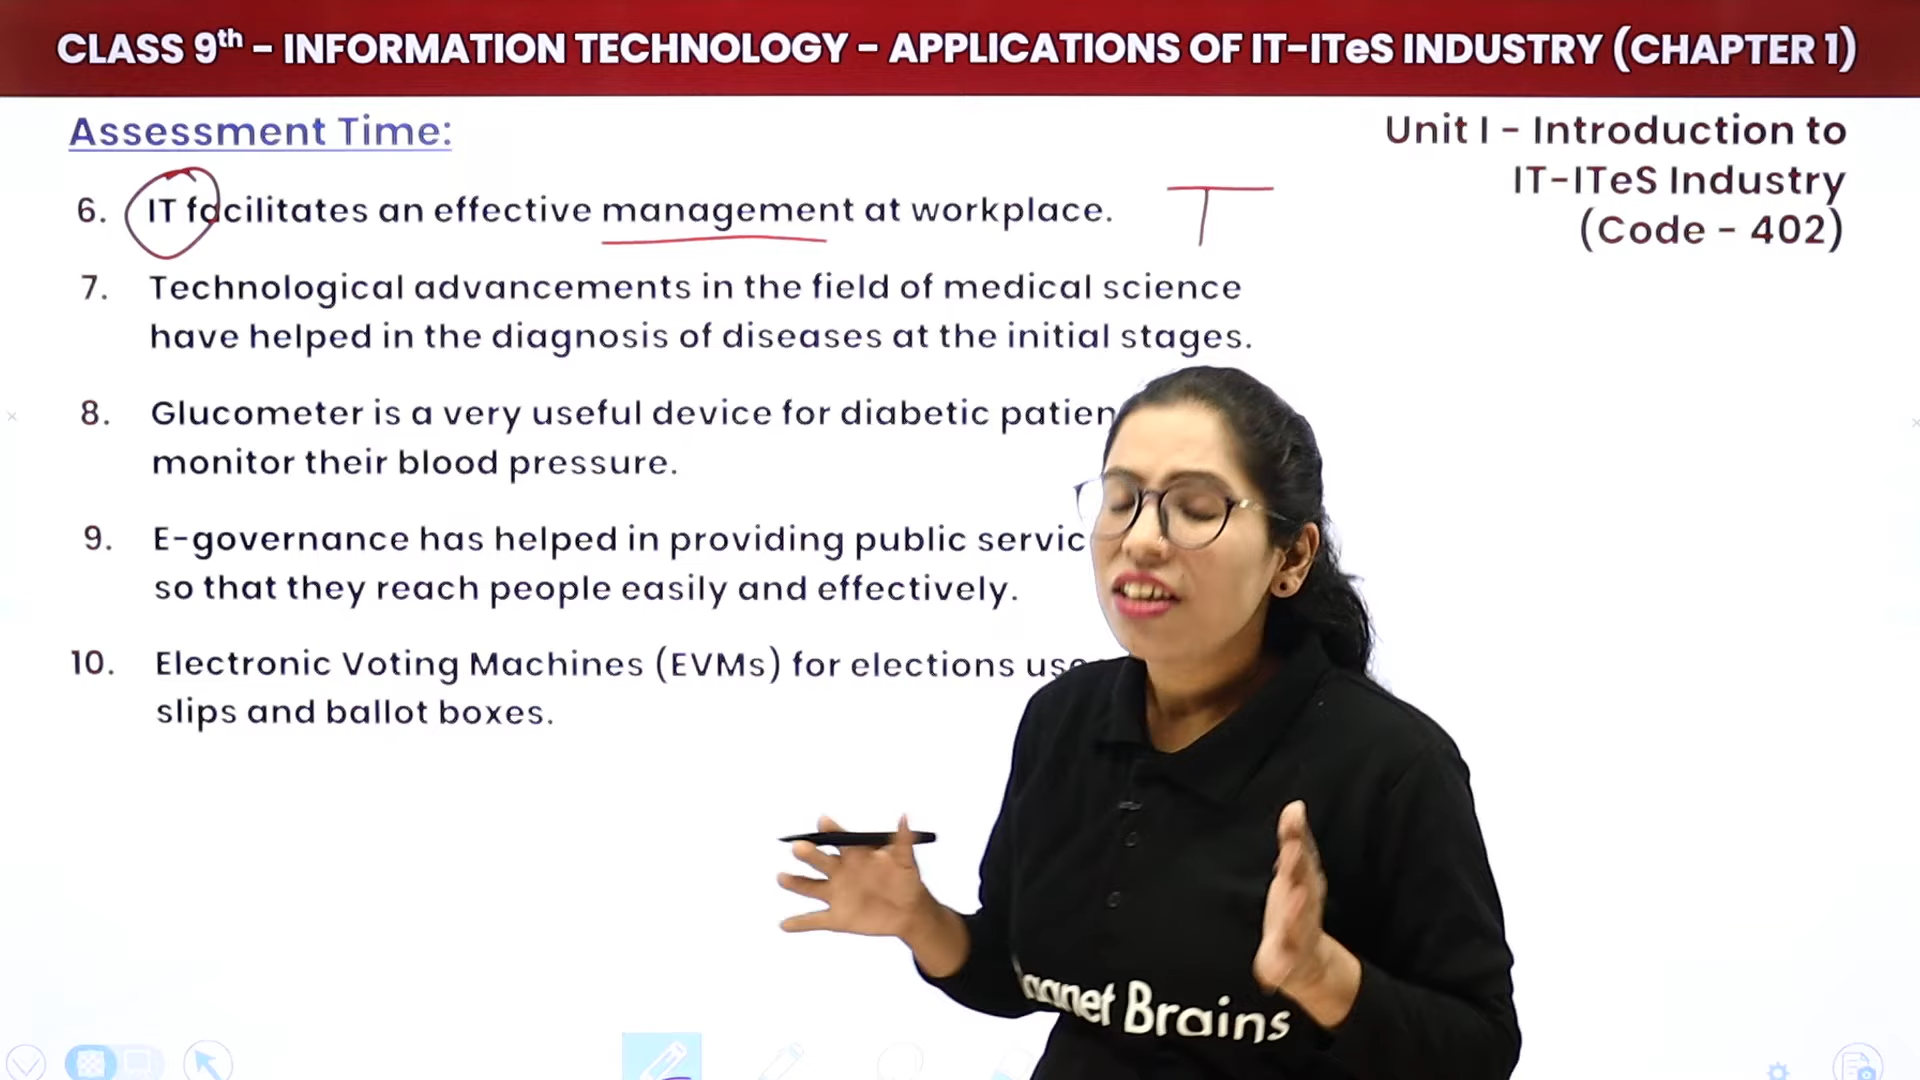 CLASS 9th – INFORMATION TECHNOLOGY – APPLICATIONS OF IT-ITeS INDUSTRY (CHAPTER 1)
Assessment Time:
Unit I – Introduction to
IT-ITeS Industry
(Code – 402)
6. IT facilitates an effective management at workplace. T
7. Technological advancements in the field of medical science
have helped in the diagnosis of diseases at the initial stages.
8. Glucometer is a very useful device for diabetic
monitor their blood pressure.
9. E-governance has helped in providing public
so that they reach people easily and effectively.
10. Electronic Voting Machines (EVMs) for elections
slips and ballot boxes.
Brains